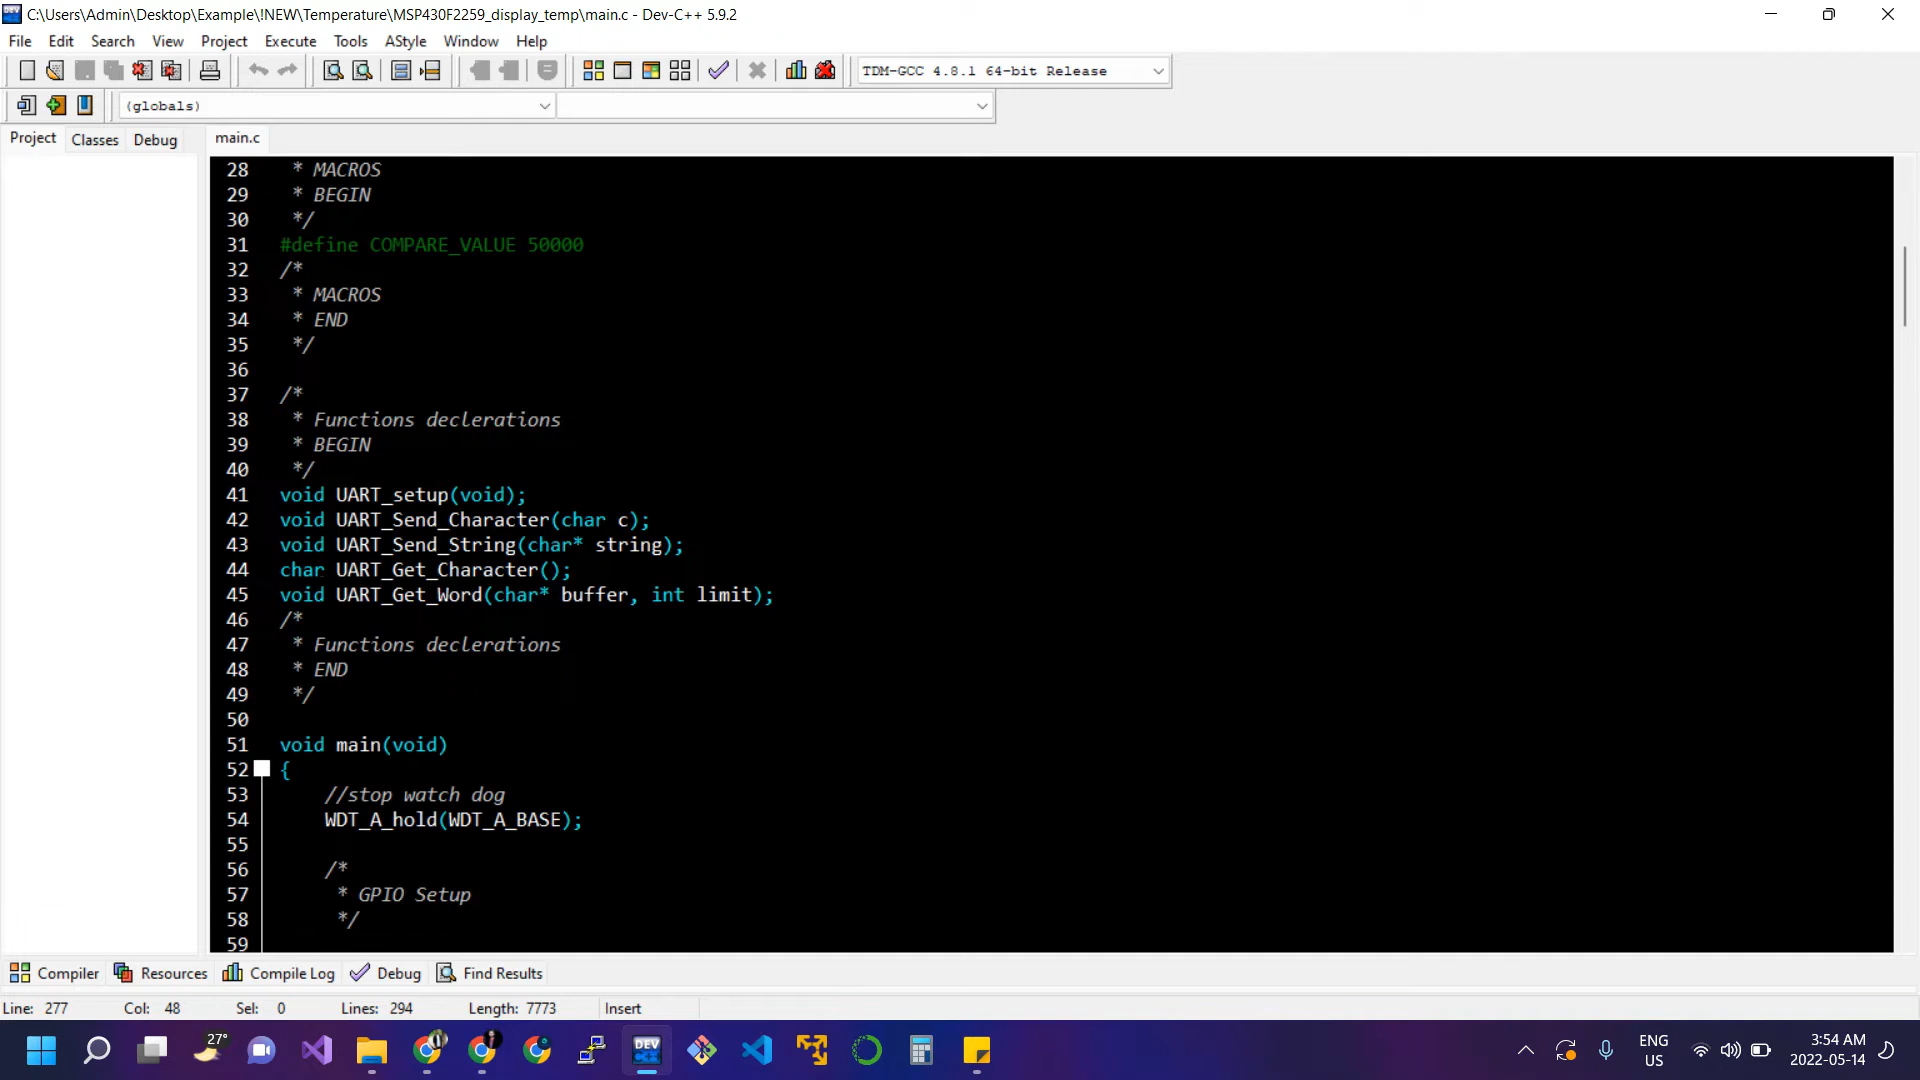 C:\Users\Admin\Desktop\Example\!NEW\Temperature\MSP430F2259_display_temp\main.c - Dev-C++ 5.9.2
File Edit Search View Project Execute Tools AStyle Window Help
TDM-GCC 4.8.1 64-bit Release
(globals)
Project Classes Debug main.c
28 * MACROS
29 * BEGIN
30 */
31 #define COMPARE_VALUE 50000
32 /*
33 * MACROS
34 * END
35 */
36
37 /*
38 * Functions declerations
39 * BEGIN
40 */
41 void UART_setup(void);
42 void UART_Send_Character(char c);
43 void UART_Send_String(char* string);
44 char UART_Get_Character();
45 void UART_Get_Word(char* buffer, int limit);
46 /*
47 * Functions declerations
48 * END
49 */
50
51 void main(void)
52 {
53 //stop watch dog
54 WDT_A_hold(WDT_A_BASE);
55
56 /*
57 * GPIO Setup
58 */
59
Compiler Resources Compile Log Debug Find Results
Line: 277 Col: 48 Sel: 0 Lines: 294 Length: 7773 Insert
27°
DEV
ENG
US
3:54 AM
2022-05-14